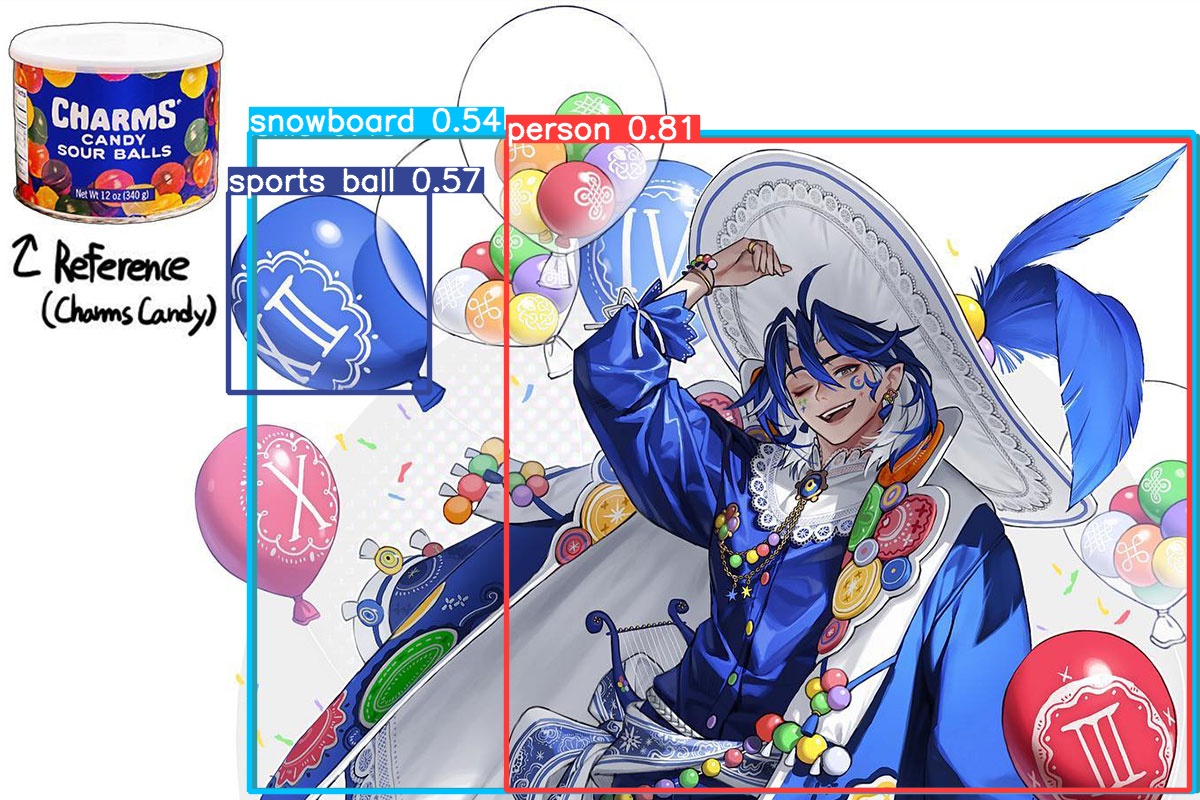 CHARMS
CANDY
SOUR BALLS
Net Wt 12 oz (340 g)
Reference
(Charms Candy)
snowboard 0.54
person 0.81
sports ball 0.57
XII
IV
X
III